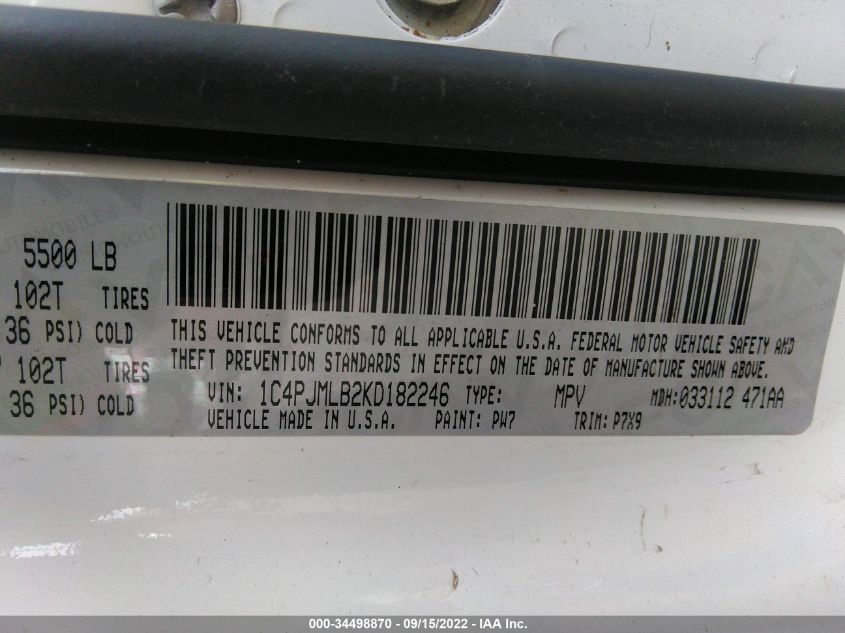 5500 LB
102T TIRES
36 PSI) COLD
102T TIRES
36 PSI) COLD
THIS VEHICLE CONFORMS TO ALL APPLICABLE U.S.A. FEDERAL MOTOR VEHICLE SAFETY AND
THEFT PREVENTION STANDARDS IN EFFECT ON THE DATE OF MANUFACTURE SHOWN ABOVE.
VIN: 1C4PJMLB2KD182246 TYPE: MPV MDH:033112 471AA
VEHICLE MADE IN U.S.A. PAINT: PW7 TRIM: P7X9
000-34498870 - 09/15/2022 - IAA Inc.